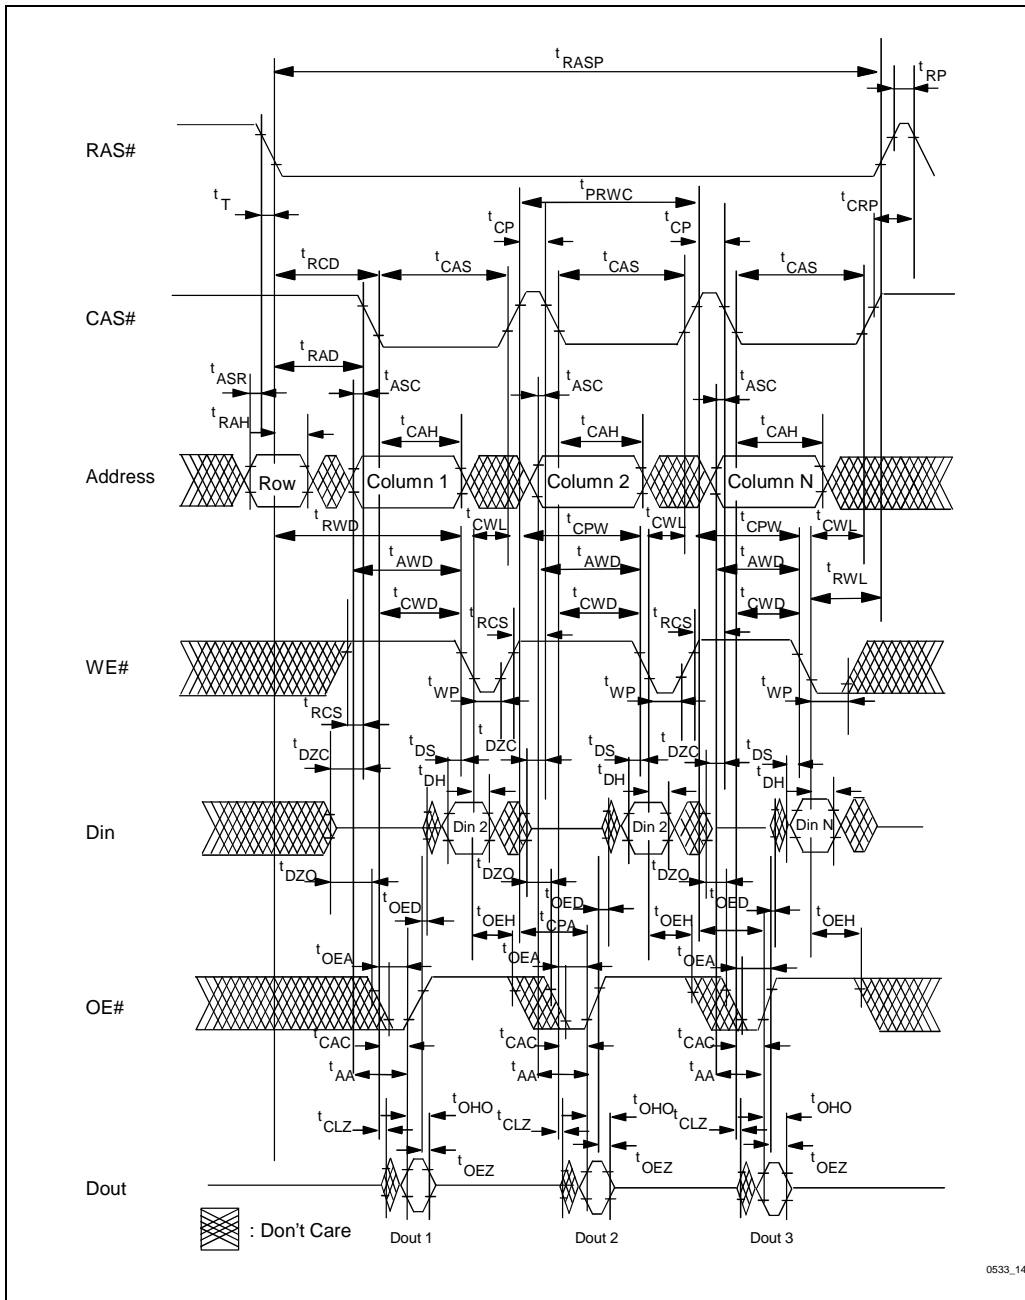 tRASP
tRP
RAS#
tT
tPRWC
tCRP
tCP
tCP
tRCD
tCAS
tCAS
tCAS
CAS#
tRAD
tASR
tASC
tASC
tASC
tRAH
tCAH
tCAH
tCAH
Address
Row
Column 1
Column 2
Column N
tRWD
tCWL
tCPW
tCWL
tCPW
tCWL
tAWD
tAWD
tAWD
tRWL
tCWD
tCWD
tCWD
tRCS
tRCS
WE#
tWP
tWP
tWP
tRCS
tDZC
tDS
tDZC
tDS
tDZC
tDS
tDH
tDH
tDH
Din
Din 2
Din 2
Din N
tDZO
tDZO
tDZO
tOED
tOED
tOED
tOEH
tCPA
tOEH
tOEH
tOEA
tOEA
tOEA
OE#
tCAC
tCAC
tCAC
tAA
tAA
tAA
tOHO
tOHO
tOHO
tCLZ
tCLZ
tCLZ
tOEZ
tOEZ
tOEZ
Dout
: Don't Care
Dout 1
Dout 2
Dout 3
0533_14